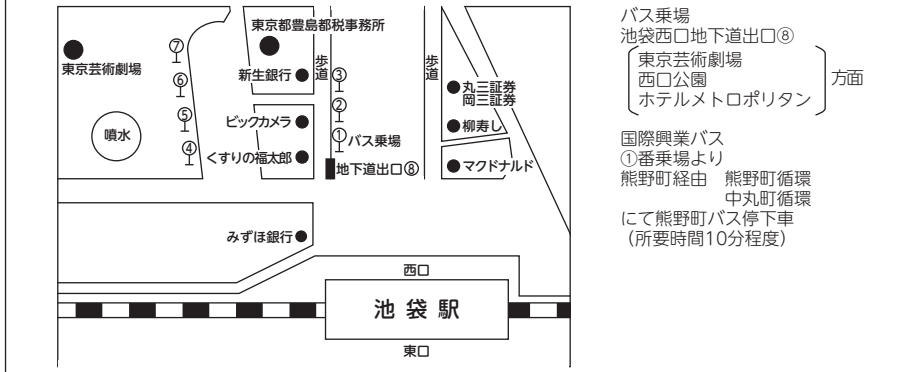 東京都豊島都税事務所
東京芸術劇場
⑦
⑥
⑤
④
噴水
新生銀行
ビックカメラ
くすりの福太郎
歩道
③
②
①
バス乗場
地下道出口⑧
歩道
丸三証券
岡三証券
柳寿し
マクドナルド
みずほ銀行
西口
池袋駅
東口
バス乗場
池袋西口地下道出口⑧
東京芸術劇場
西口公園
ホテルメトロポリタン
方面
国際興業バス
①番乗場より
熊野町経由 熊野町循環
中丸町循環
にて熊野町バス停下車
（所要時間10分程度）